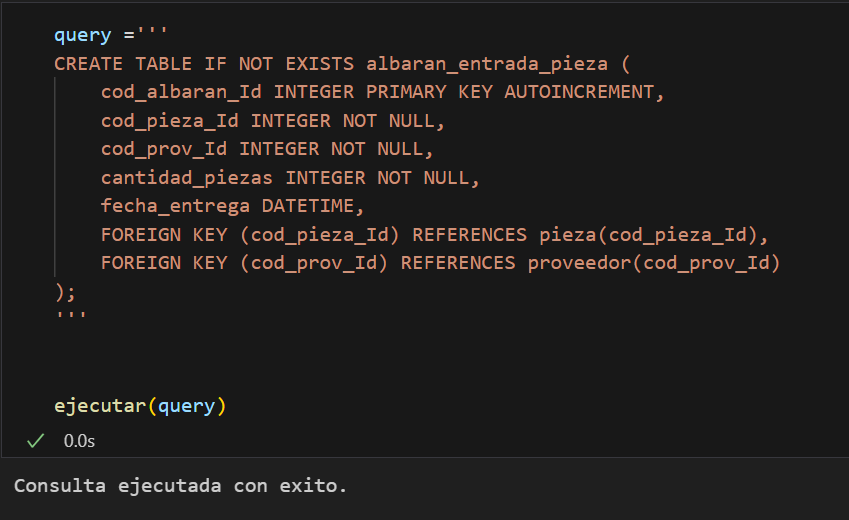 query ='''
CREATE TABLE IF NOT EXISTS albaran_entrada_pieza (
    cod_albaran_Id INTEGER PRIMARY KEY AUTOINCREMENT,
    cod_pieza_Id INTEGER NOT NULL,
    cod_prov_Id INTEGER NOT NULL,
    cantidad_piezas INTEGER NOT NULL,
    fecha_entrega DATETIME,
    FOREIGN KEY (cod_pieza_Id) REFERENCES pieza(cod_pieza_Id),
    FOREIGN KEY (cod_prov_Id) REFERENCES proveedor(cod_prov_Id)
);
'''
ejecutar(query)
✓ 0.0s
Consulta ejecutada con exito.